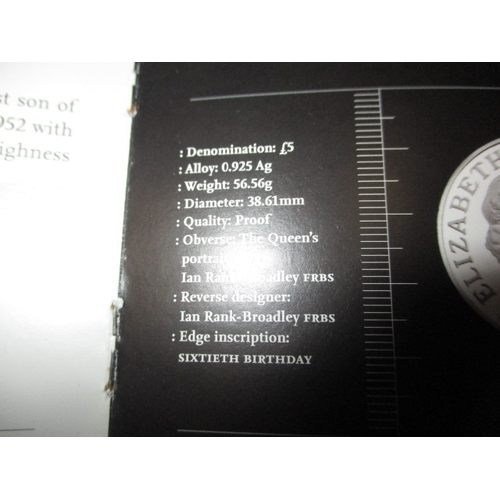 st son of
952 with
ighness
: Denomination: £5
: Alloy: 0.925 Ag
: Weight: 56.56g
: Diameter: 38.61mm
: Quality: Proof
: Obverse: The Queen's
portrait
Ian Rank-Broadley FRBS
: Reverse designer:
Ian Rank-Broadley FRBS
: Edge inscription:
SIXTIETH BIRTHDAY
ELIZABETH